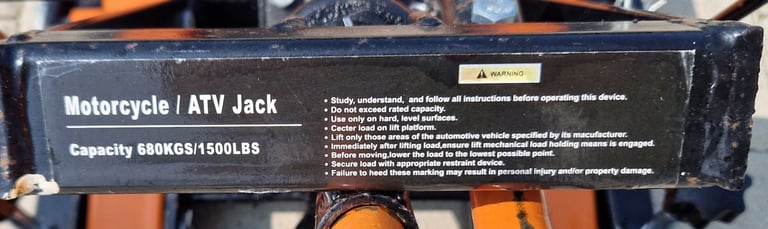 WARNING
Motorcycle / ATV Jack
Capacity 680KGS/1500LBS
• Study, understand, and follow all instructions before operating this device.
• Do not exceed rated capacity.
• Use only on hard, level surfaces.
• Cecter load on lift platform.
• Lift only those areas of the automotive vehicle specified by its macufacturer.
• Immediately after lifting load,ensure lift mechanical load holding means is engaged.
• Before moving,lower the load to the lowest possible point.
• Secure load with appropriate restraint device.
• Failure to heed these marking may result in personal injury and/or property damage.